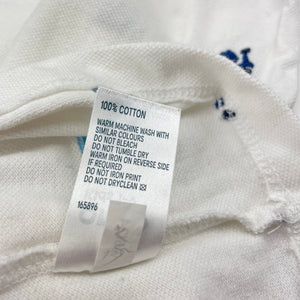 100% COTTON
WARM MACHINE WASH WITH
SIMILAR COLOURS
DO NOT BLEACH
DO NOT TUMBLE DRY
WARM IRON ON REVERSE SIDE
IF REQUIRED
DO NOT IRON PRINT
DO NOT DRYCLEAN
165896